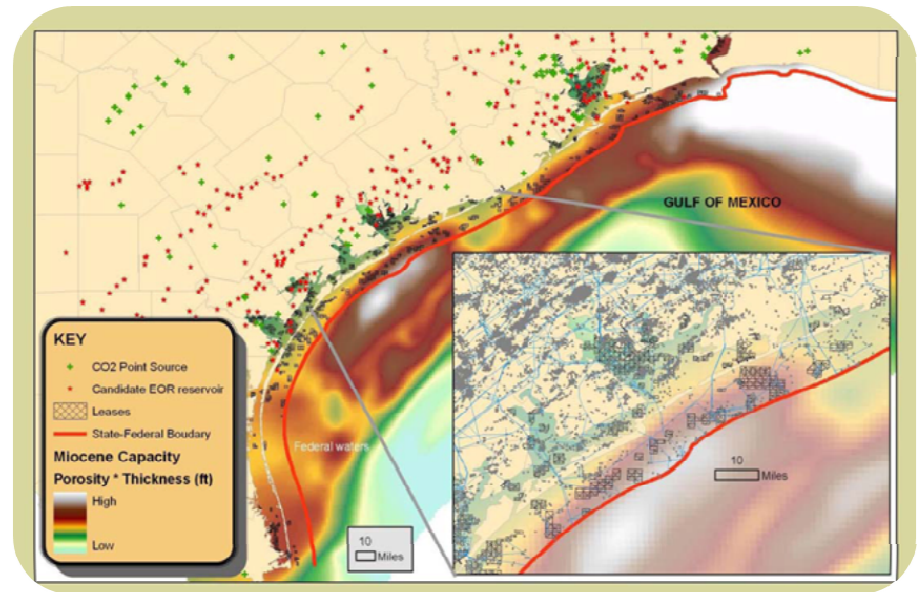 GULF OF MEXICO
KEY
CO2 Point Source
Candidate EOR reservoir
Leases
State-Federal Boudary
Miocene Capacity
Porosity * Thickness (ft)
High
Low
Federal waters
10
Miles
10
Miles